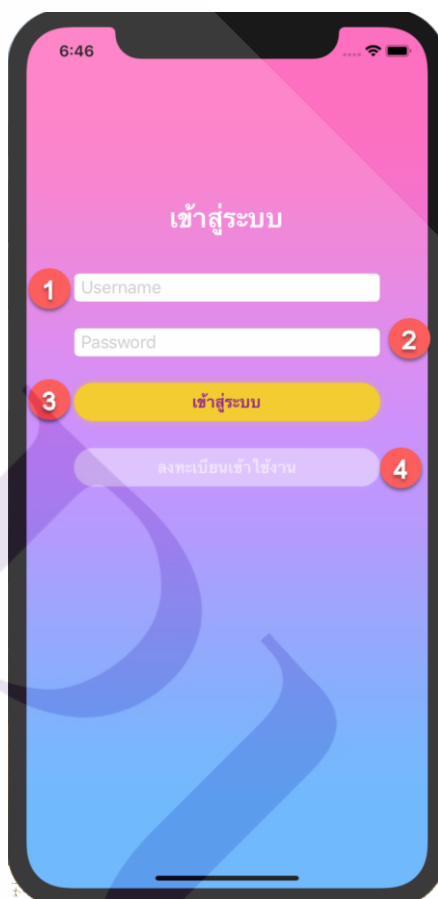 6:46
เข้าสู่ระบบ
1 Username
Password 2
3 เข้าสู่ระบบ
ลงทะเบียนเข้าใช้งาน 4